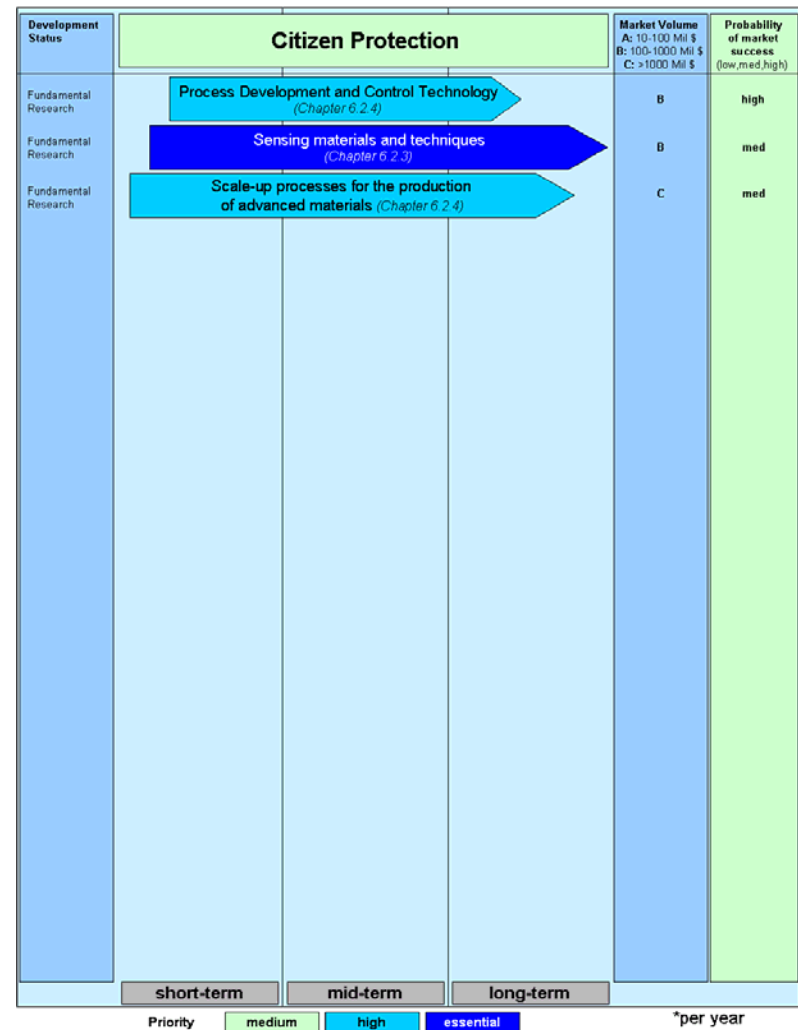 Development
Status
Citizen Protection
Market Volume
A: 10-100 Mil $
B: 100-1000 Mil $
C: >1000 Mil $
Probability
of market
success
(low,med,high)
Fundamental
Research
Process Development and Control Technology
(Chapter 6.2.4)
B
high
Fundamental
Research
Sensing materials and techniques
(Chapter 6.2.3)
B
med
Fundamental
Research
Scale-up processes for the production
of advanced materials (Chapter 6.2.4)
C
med
short-term
mid-term
long-term
Priority
medium
high
essential
*per year